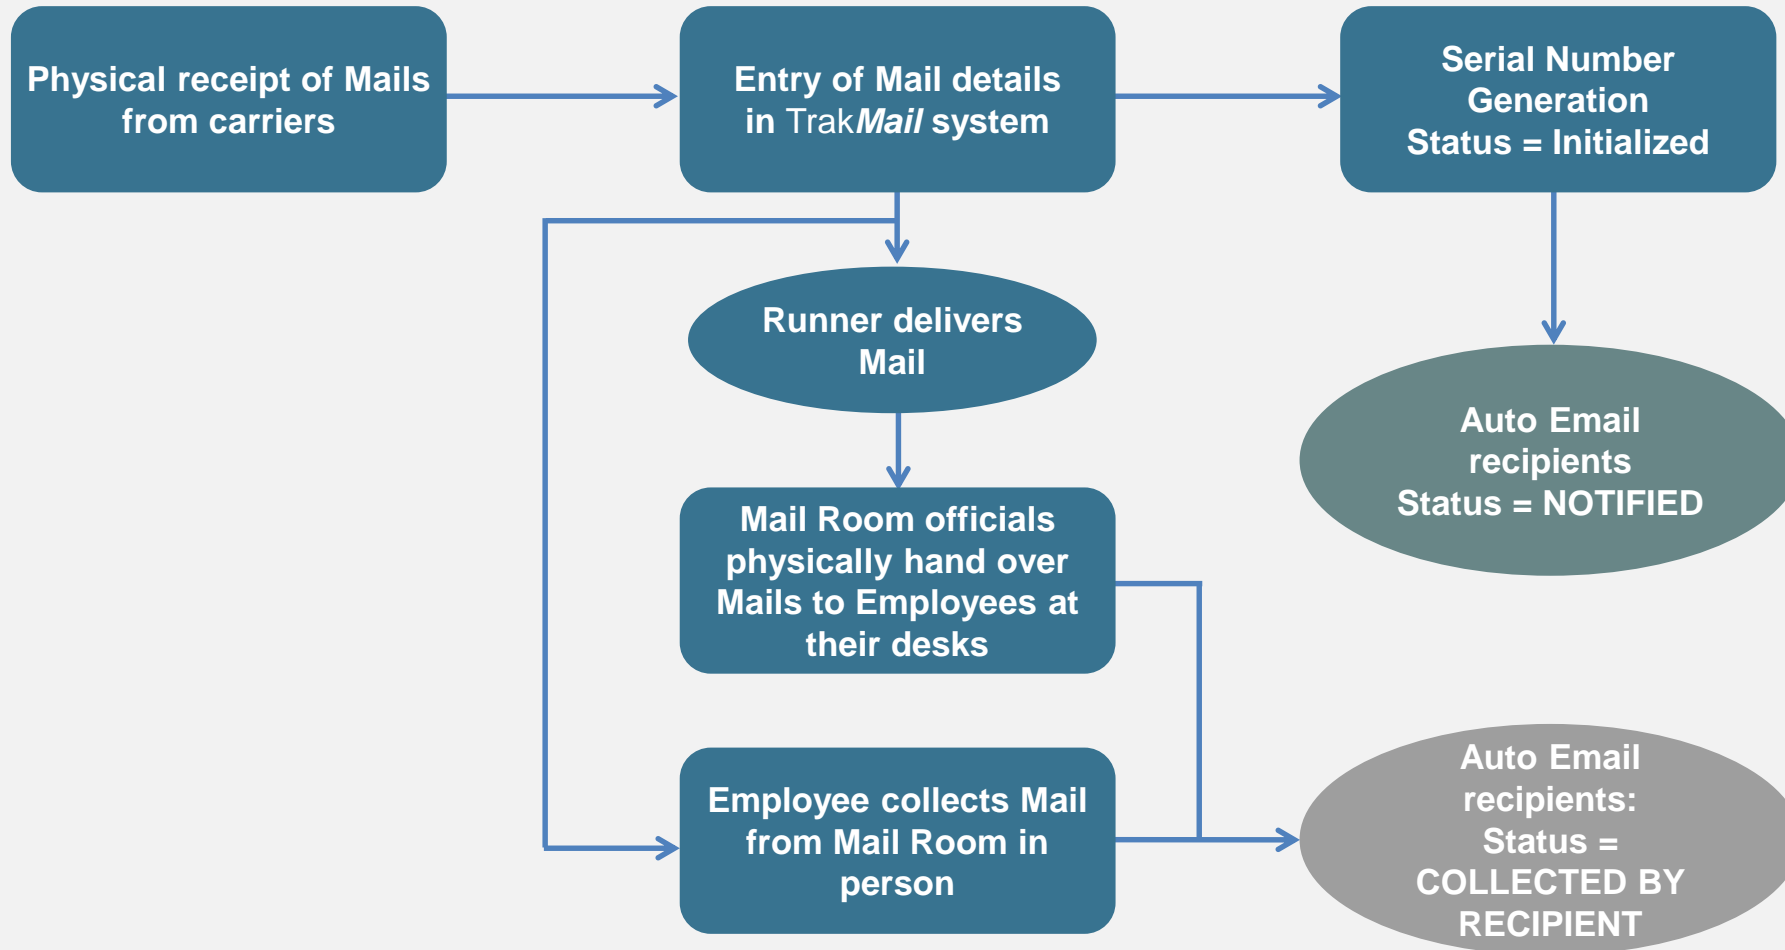 Physical receipt of Mails
from carriers
Entry of Mail details
in TrakMail system
Serial Number
Generation
Status = Initialized
Runner delivers
Mail
Auto Email
recipients
Status = NOTIFIED
Mail Room officials
physically hand over
Mails to Employees at
their desks
Employee collects Mail
from Mail Room in
person
Auto Email
recipients:
Status =
COLLECTED BY
RECIPIENT